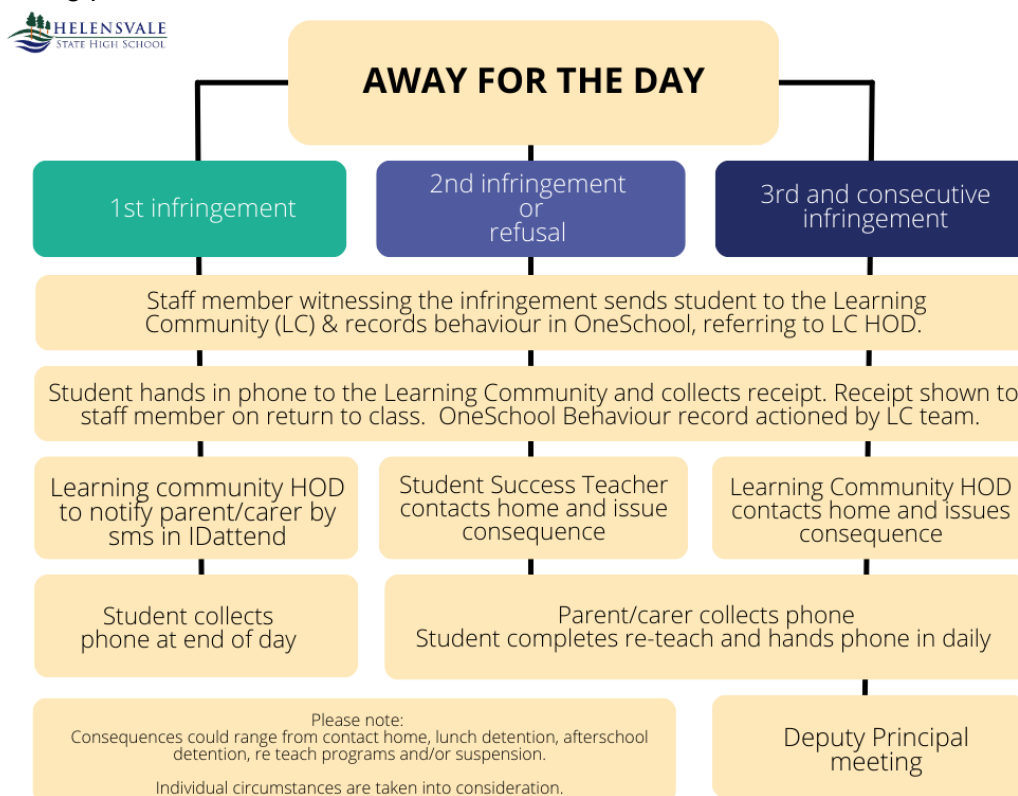 HELENSVALE
STATE HIGH SCHOOL
AWAY FOR THE DAY
1st infringement
2nd infringement
or
refusal
3rd and consecutive
infringement
Staff member witnessing the infringement sends student to the Learning
Community (LC) & records behaviour in OneSchool, referring to LC HOD.
Student hands in phone to the Learning Community and collects receipt. Receipt shown to
staff member on return to class. OneSchool Behaviour record actioned by LC team.
Learning community HOD
to notify parent/carer by
sms in IDattend
Student Success Teacher
contacts home and issue
consequence
Learning Community HOD
contacts home and issues
consequence
Student collects
phone at end of day
Parent/carer collects phone
Student completes re-teach and hands phone in daily
Please note:
Consequences could range from contact home, lunch detention, afterschool
detention, re teach programs and/or suspension.
Individual circumstances are taken into consideration.
Deputy Principal
meeting